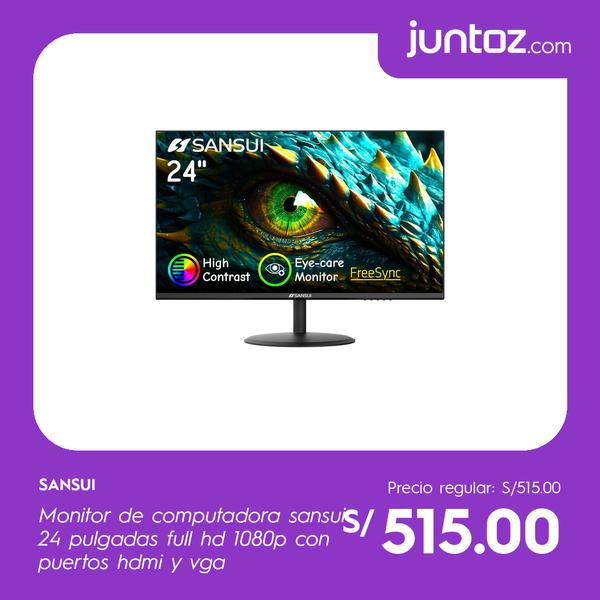 juntoz.com
SANSUI
24"
High
Contrast
Eye-care
Monitor
FreeSync
SANSUI
SANSUI
Precio regular: S/515.00
Monitor de computadora sansui
24 pulgadas full hd 1080p con
puertos hdmi y vga
S/ 515.00